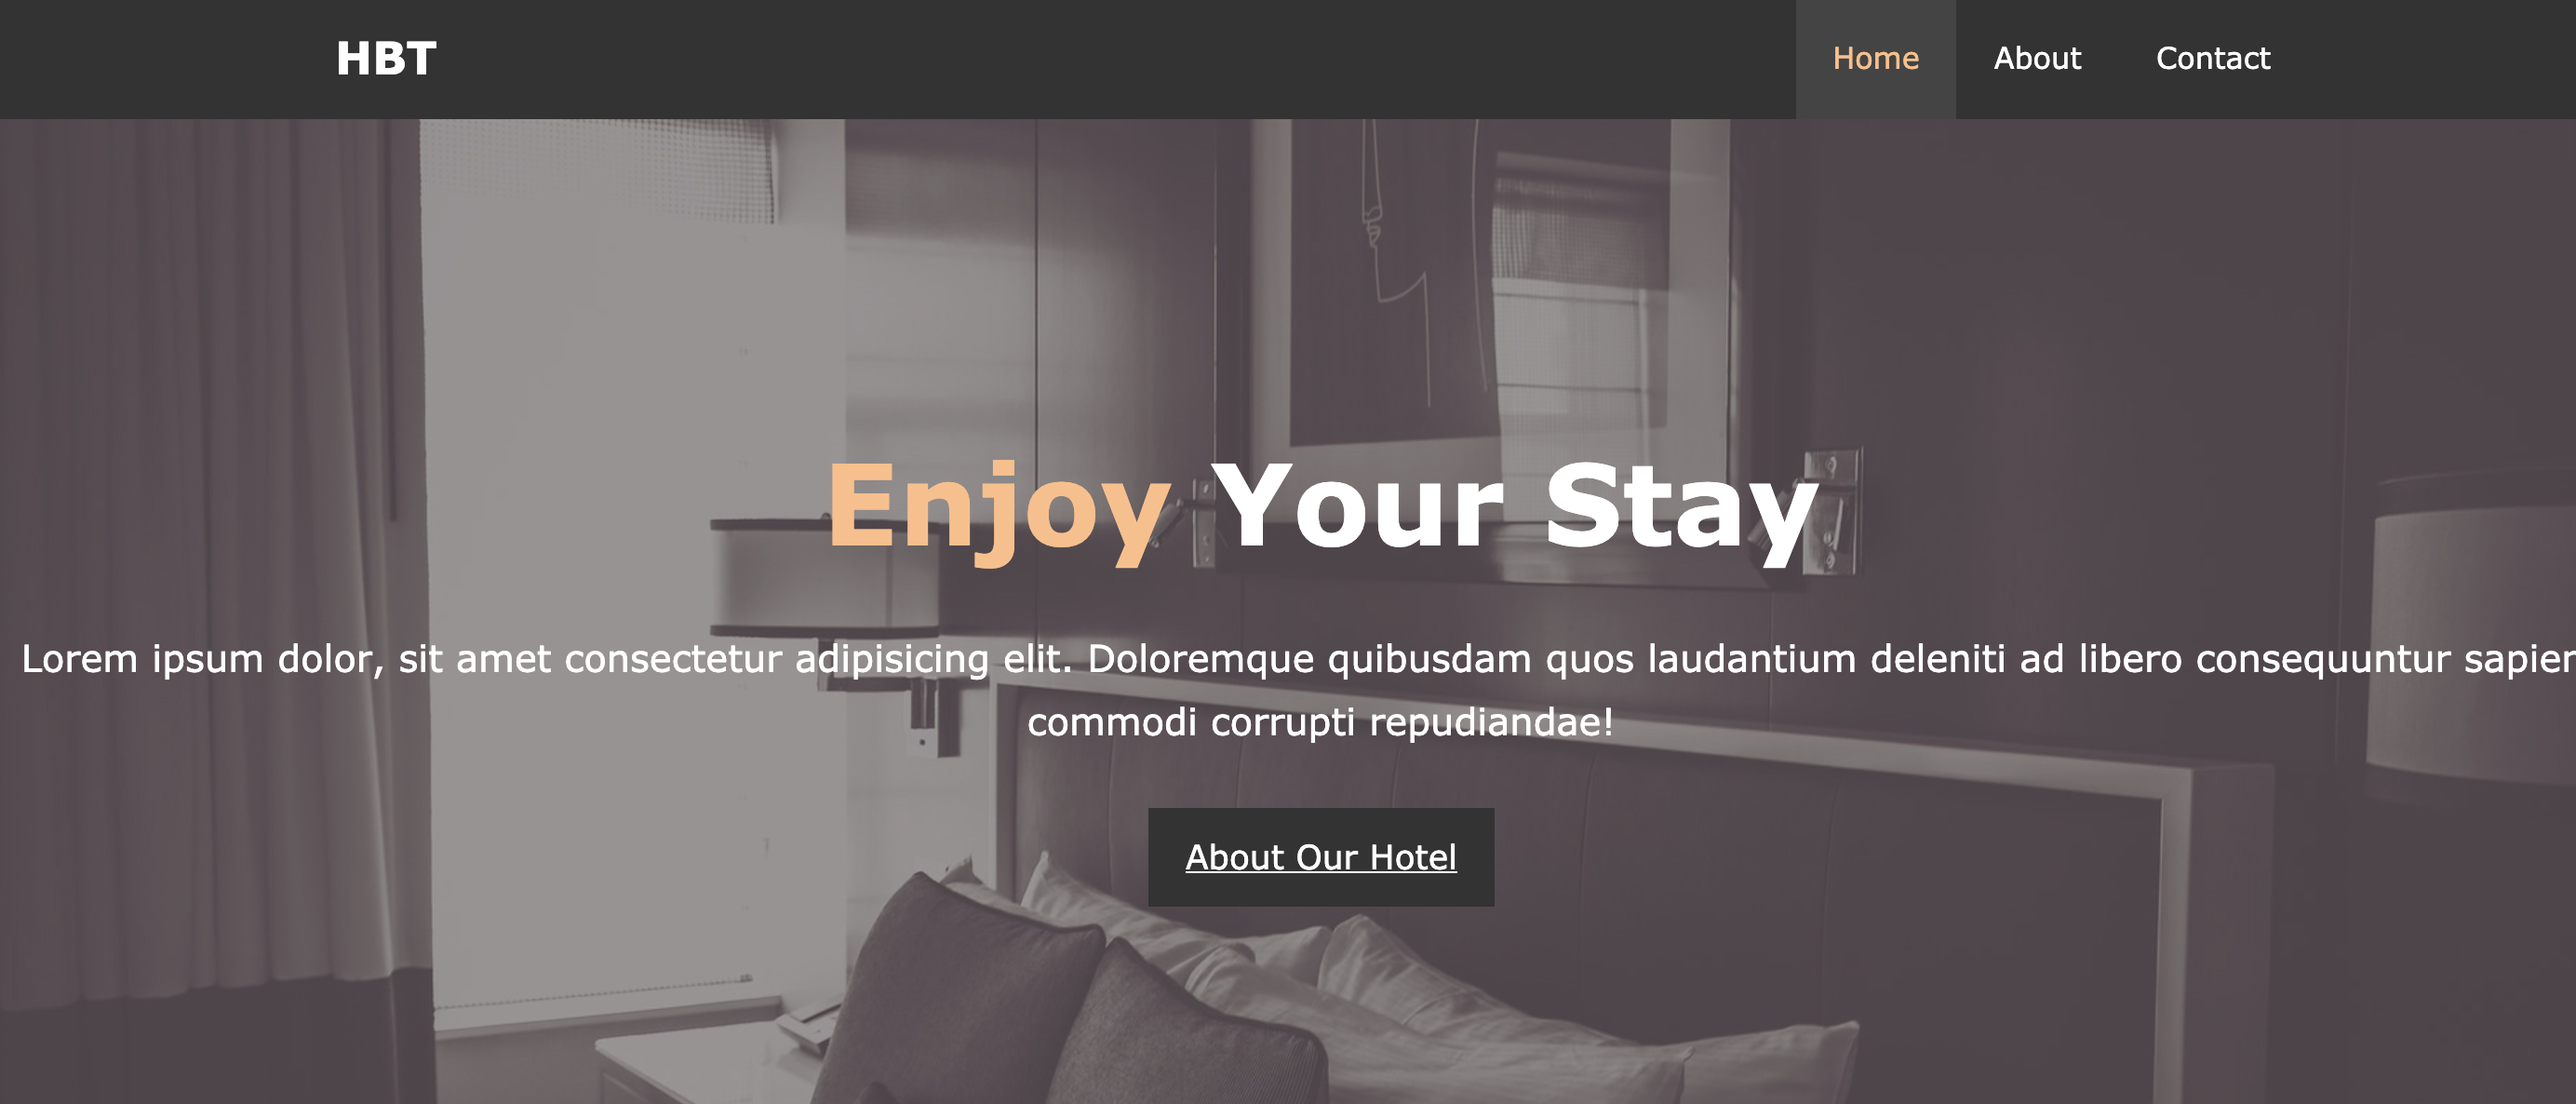 HBT
Home
About
Contact
Enjoy Your Stay
Lorem ipsum dolor, sit amet consectetur adipisicing elit. Doloremque quibusdam quos laudantium deleniti ad libero consequuntur
commodi corrupti repudiandae!
About Our Hotel